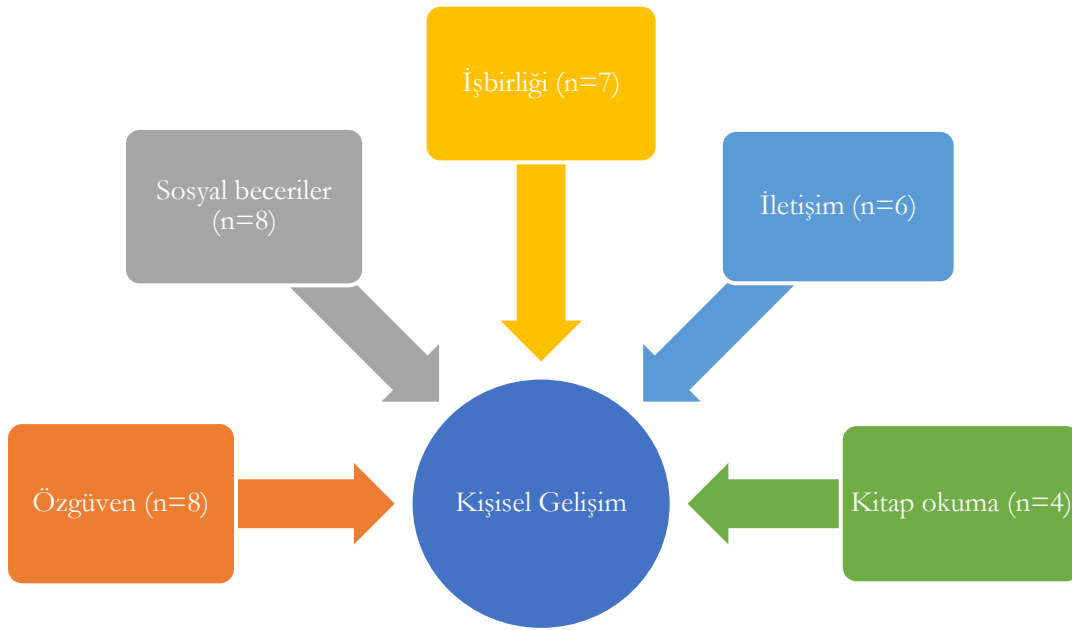 İşbirliği (n=7)
Sosyal beceriler
(n=8)
İletişim (n=6)
Özgüven (n=8)
Kişisel Gelişim
Kitap okuma (n=4)